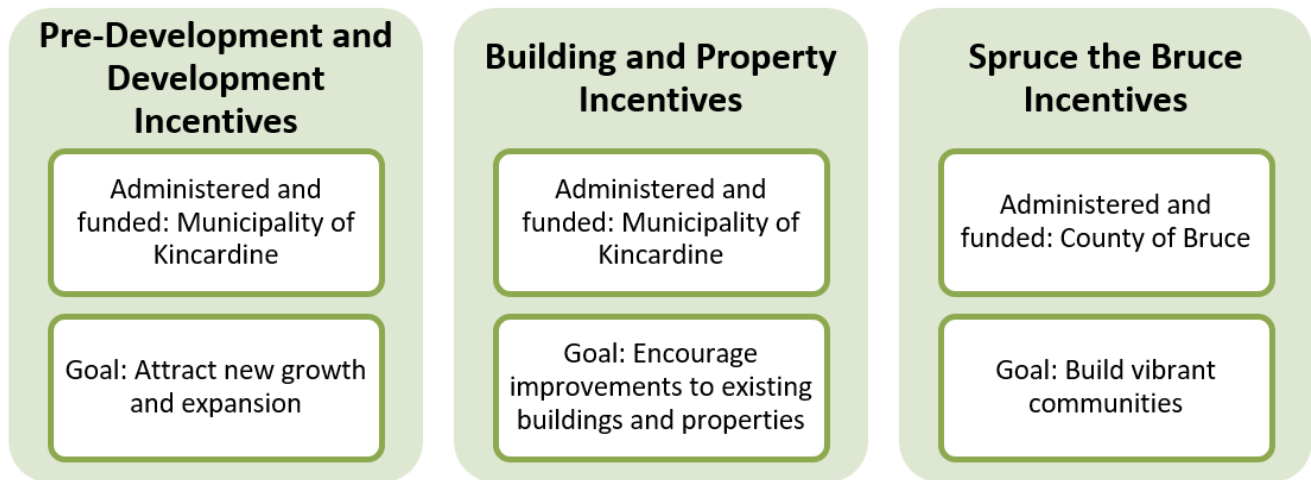 Pre-Development and
Development
Incentives
Administered and
funded: Municipality of
Kincardine
Goal: Attract new growth
and expansion
Building and Property
Incentives
Administered and
funded: Municipality of
Kincardine
Goal: Encourage
improvements to existing
buildings and properties
Spruce the Bruce
Incentives
Administered and
funded: County of Bruce
Goal: Build vibrant
communities